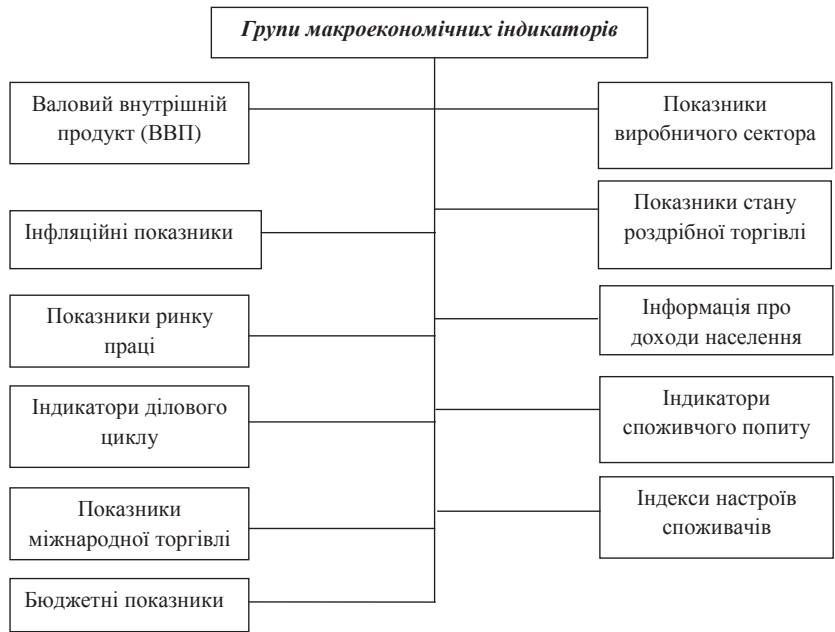 Групи макроекономічних індикаторів
Валовий внутрішній
продукт (ВВП)
Інфляційні показники
Показники ринку
праці
Індикатори ділового
циклу
Показники
міжнародної торгівлі
Бюджетні показники
Показники
виробничого сектора
Показники стану
роздрібної торгівлі
Інформація про
доходи населення
Індикатори
споживчого попиту
Індекси настроїв
споживачів